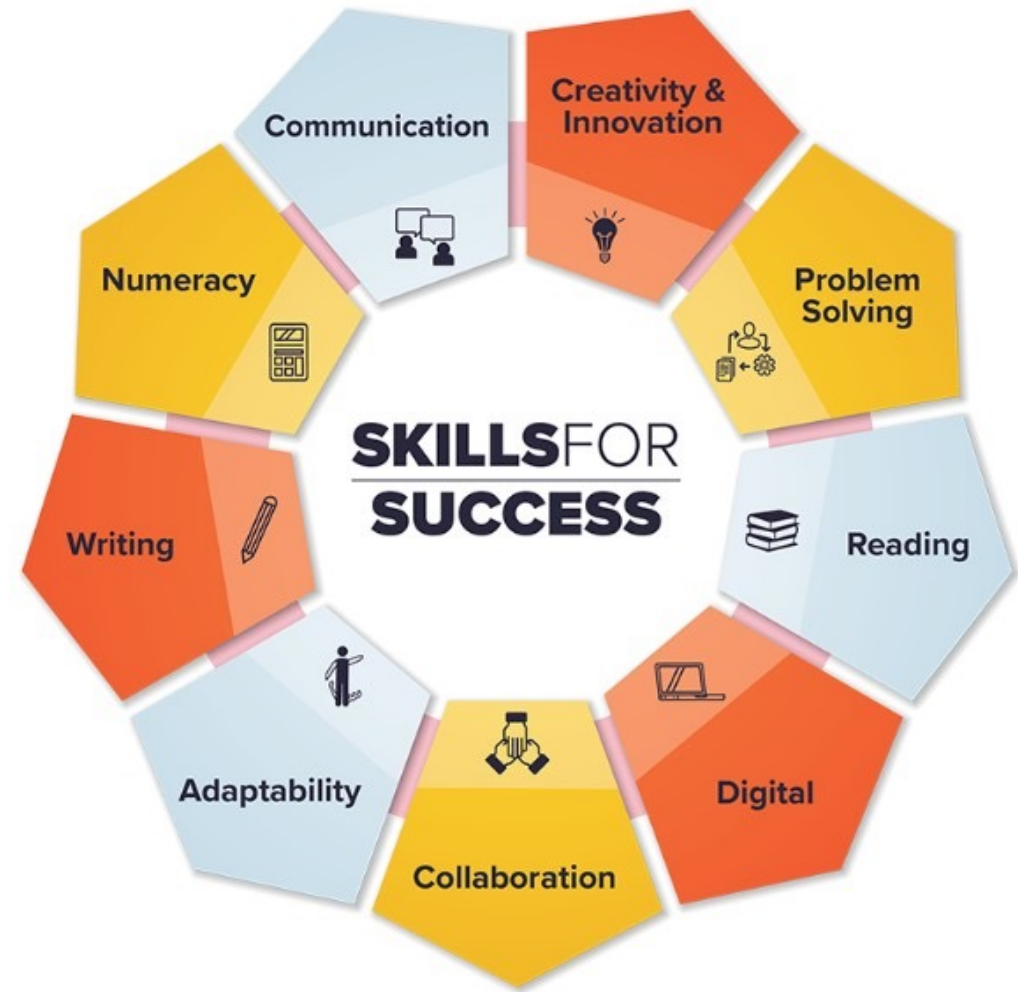 Communication
Creativity &
Innovation
Numeracy
Problem
Solving
SKILLSFOR
SUCCESS
Writing
Reading
Adaptability
Digital
Collaboration